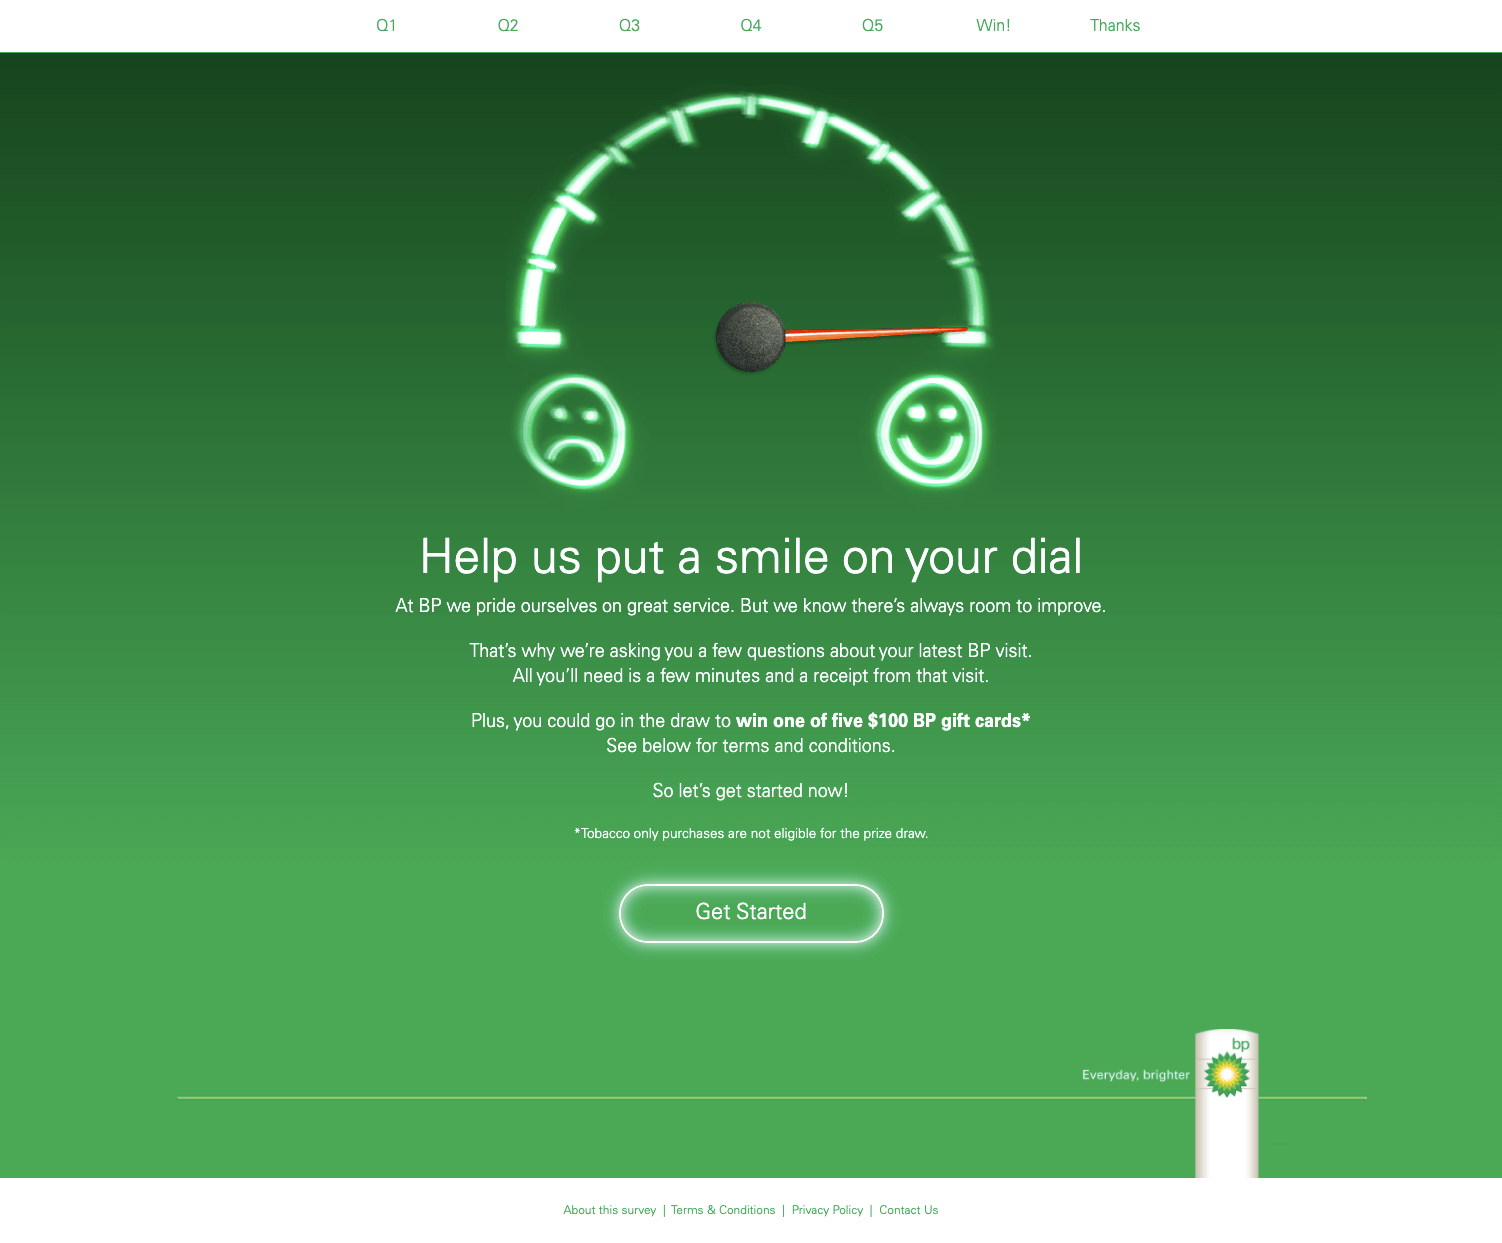 Q1 Q2 Q3 Q4 Q5 Win! Thanks
Help us put a smile on your dial
At BP we pride ourselves on great service. But we know there's always room to improve.
That's why we're asking you a few questions about your latest BP visit.
All you'll need is a few minutes and a receipt from that visit.
Plus, you could go in the draw to win one of five $100 BP gift cards*
See below for terms and conditions.
So let's get started now!
*Tobacco only purchases are not eligible for the prize draw.
Get Started
bp
Everyday, brighter
About this survey | Terms & Conditions | Privacy Policy | Contact Us